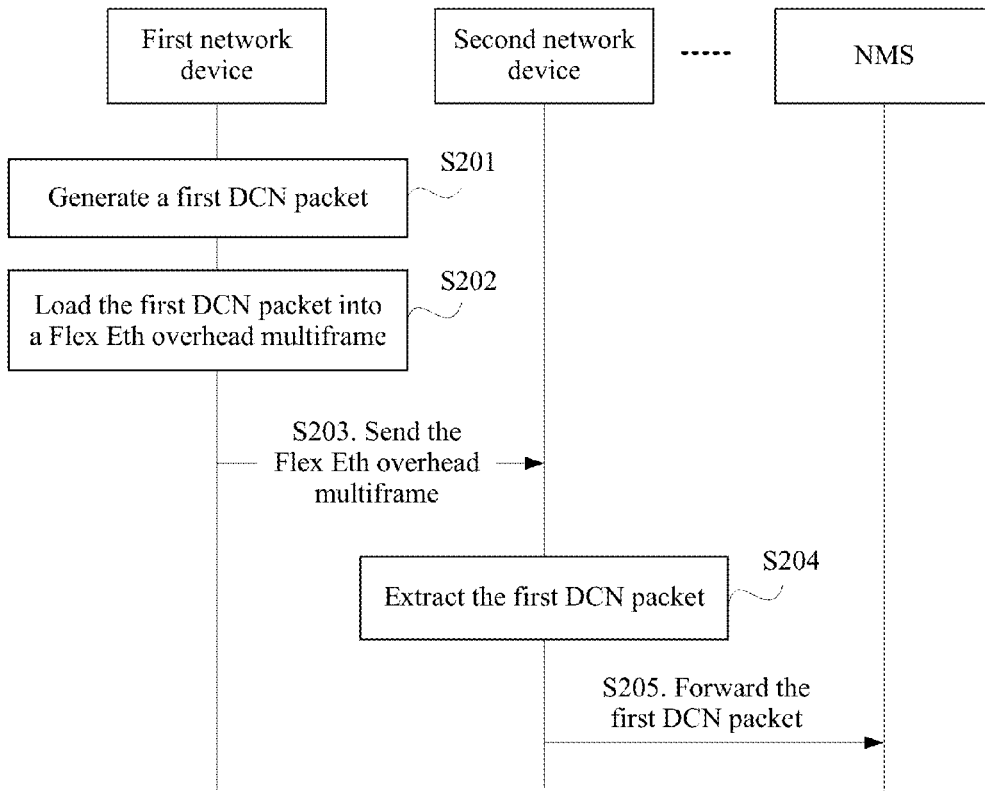 First network
device
Second network
device
NMS
S201
Generate a first DCN packet
S202
Load the first DCN packet into
a Flex Eth overhead multiframe
S203. Send the
Flex Eth overhead
multiframe
S204
Extract the first DCN packet
S205. Forward the
first DCN packet